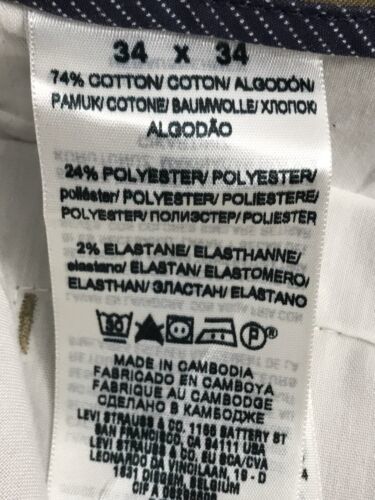 34 x 34
74% COTTON/ COTON/ ALGODÓN/
PAMUK/ COTONE/ BAUMWOLLE/ ХЛОПОК/
ALGODÃO
24% POLYESTER/ POLYESTER/
poliéster/ POLYESTER/ POLIESTERE/
POLYESTER/ ПОЛИЭСТЕР/ POLIESTER
2% ELASTANE/ ELASTHANNE/
elastano/ ELASTAN/ ELASTOMERO/
ELASTHAN/ ЭЛАСТАН/ ELASTANO
30 P®
MADE IN CAMBODIA
FABRICADO EN CAMBOYA
FABRIQUE AU CAMBODGE
СДЕЛАНО В КАМБОДЖЕ
LEVI STRAUSS & CO. 1155 BATTERY ST
SAN FRANCISCO, CA 94111 USA
LEVI STRAUSS & CO. EU SCA/CVA
LEONARDO DA VINCILAAN, 19 - D
1831 DIEGEM, BELGIUM
4